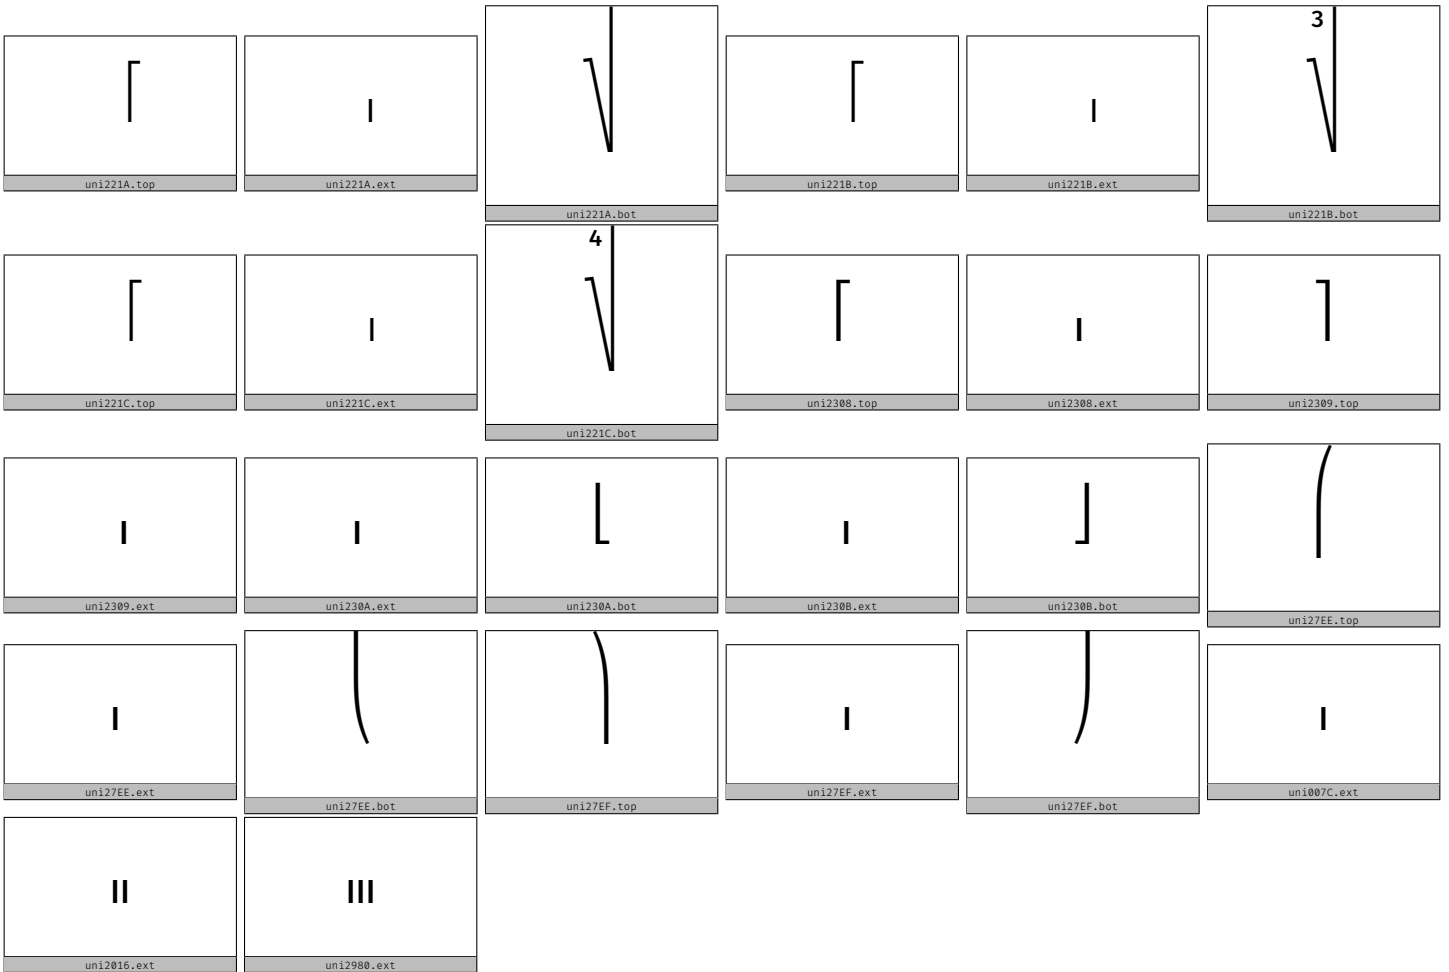 uni221A.top uni221A.ext uni221A.bot uni221B.top uni221B.ext 3 uni221B.bot
uni221C.top uni221C.ext 4 uni221C.bot uni2308.top uni2308.ext uni2309.top
uni2309.ext uni230A.ext uni230A.bot uni230B.ext uni230B.bot uni27EE.top
uni27EE.ext uni27EE.bot uni27EF.top uni27EF.ext uni27EF.bot uni007C.ext
uni2016.ext uni2980.ext